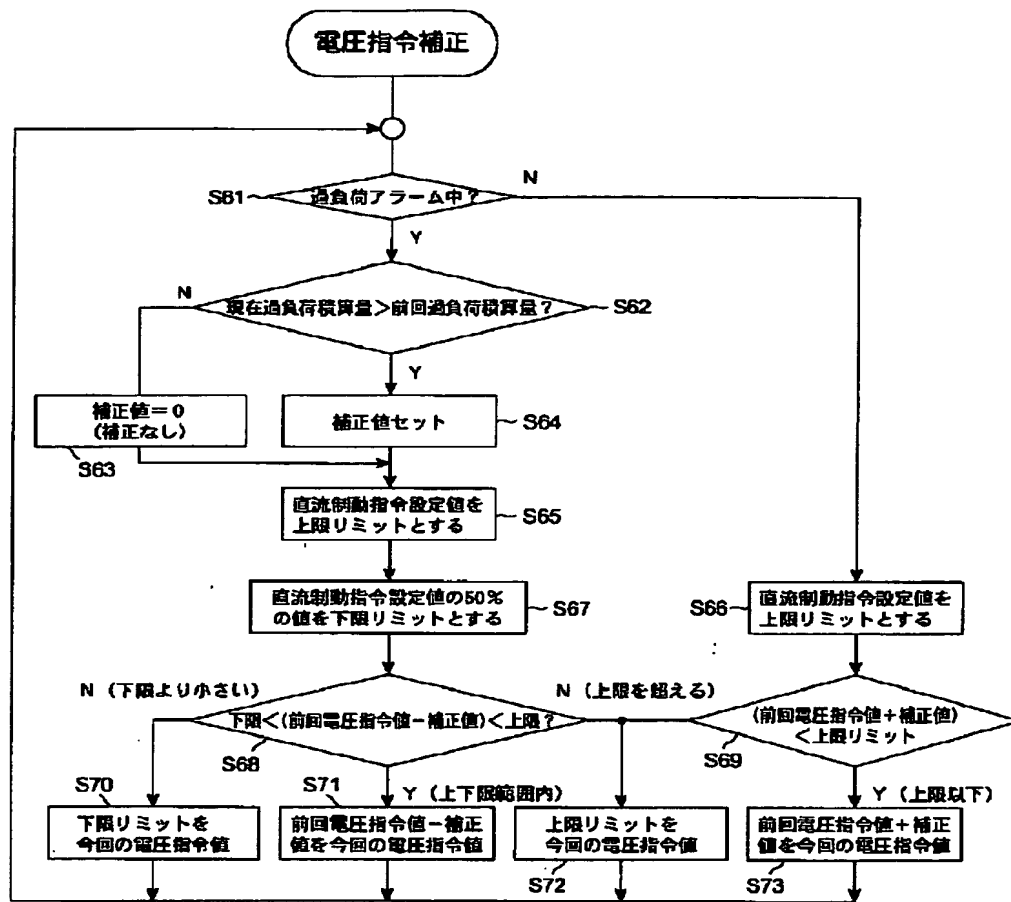 電圧指令補正
N
S61
過負荷アラーム中?
Y
N
現在過負荷積算量>前回過負荷積算量?
S62
Y
補正値=0
(補正なし)
S63
補正値セット
S64
直流制動指令設定値を
上限リミットとする
S65
直流制動指令設定値の50%
の値を下限リミットとする
S67
S66
直流制動指令設定値を
上限リミットとする
N(下限より小さい)
N(上限を超える)
下限<(前回電圧指令値-補正値)<上限?
S68
(前回電圧指令値+補正値)
<上限リミット
S69
S70
S71
Y(上下限範囲内)
Y(上限以下)
下限リミットを
今回の電圧指令値
前回電圧指令値-補正
値を今回の電圧指令値
上限リミットを
今回の電圧指令値
前回電圧指令値+補正
値を今回の電圧指令値
S72
S73